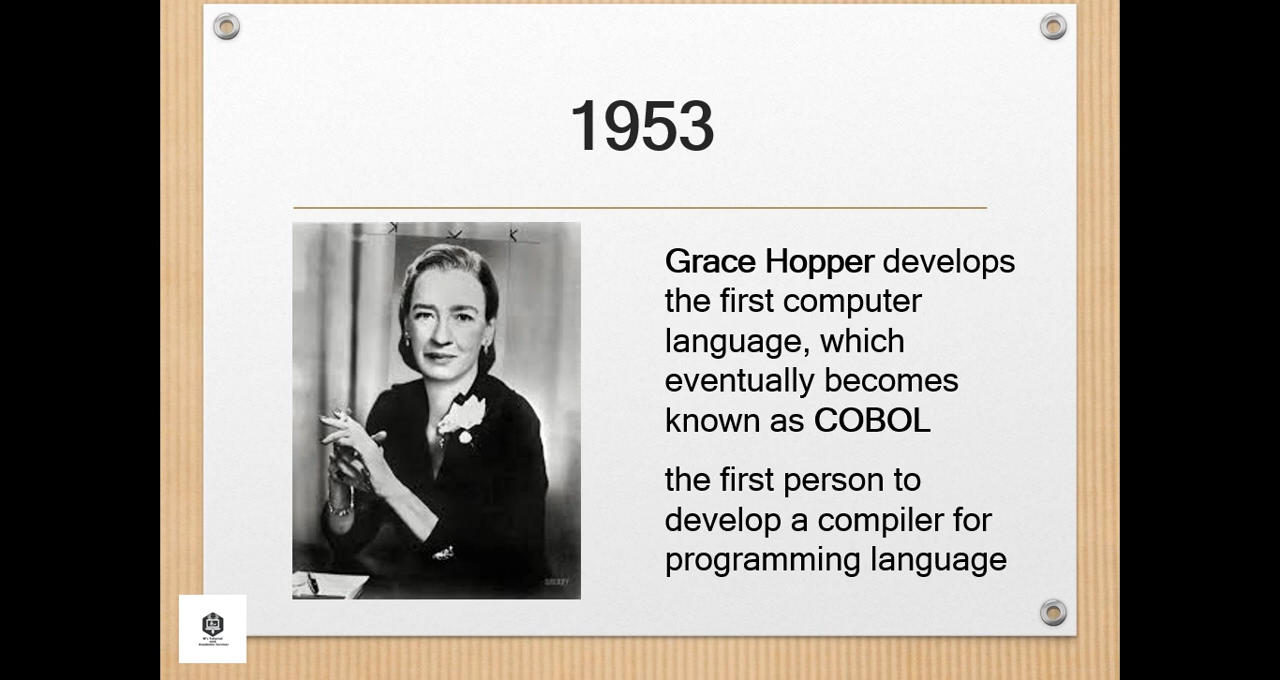 1953
Grace Hopper develops
the first computer
language, which
eventually becomes
known as COBOL
the first person to
develop a compiler for
programming language